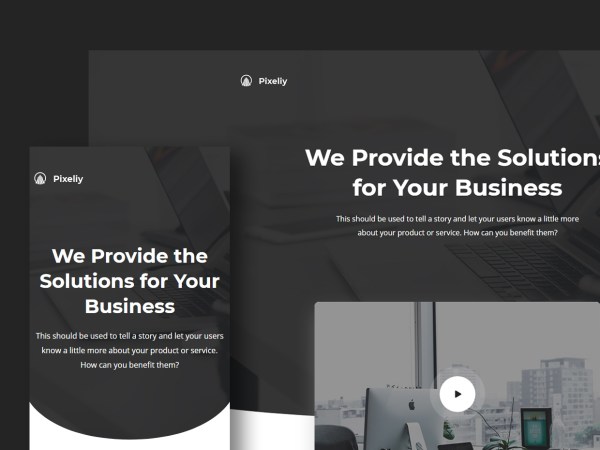 Pixeliy
We Provide the Solutions
for Your Business
This should be used to tell a story and let your users know a little more
about your product or service. How can you benefit them?
Pixeliy
We Provide the
Solutions for Your
Business
This should be used to tell a story and let your users
know a little more about your product or service.
How can you benefit them?